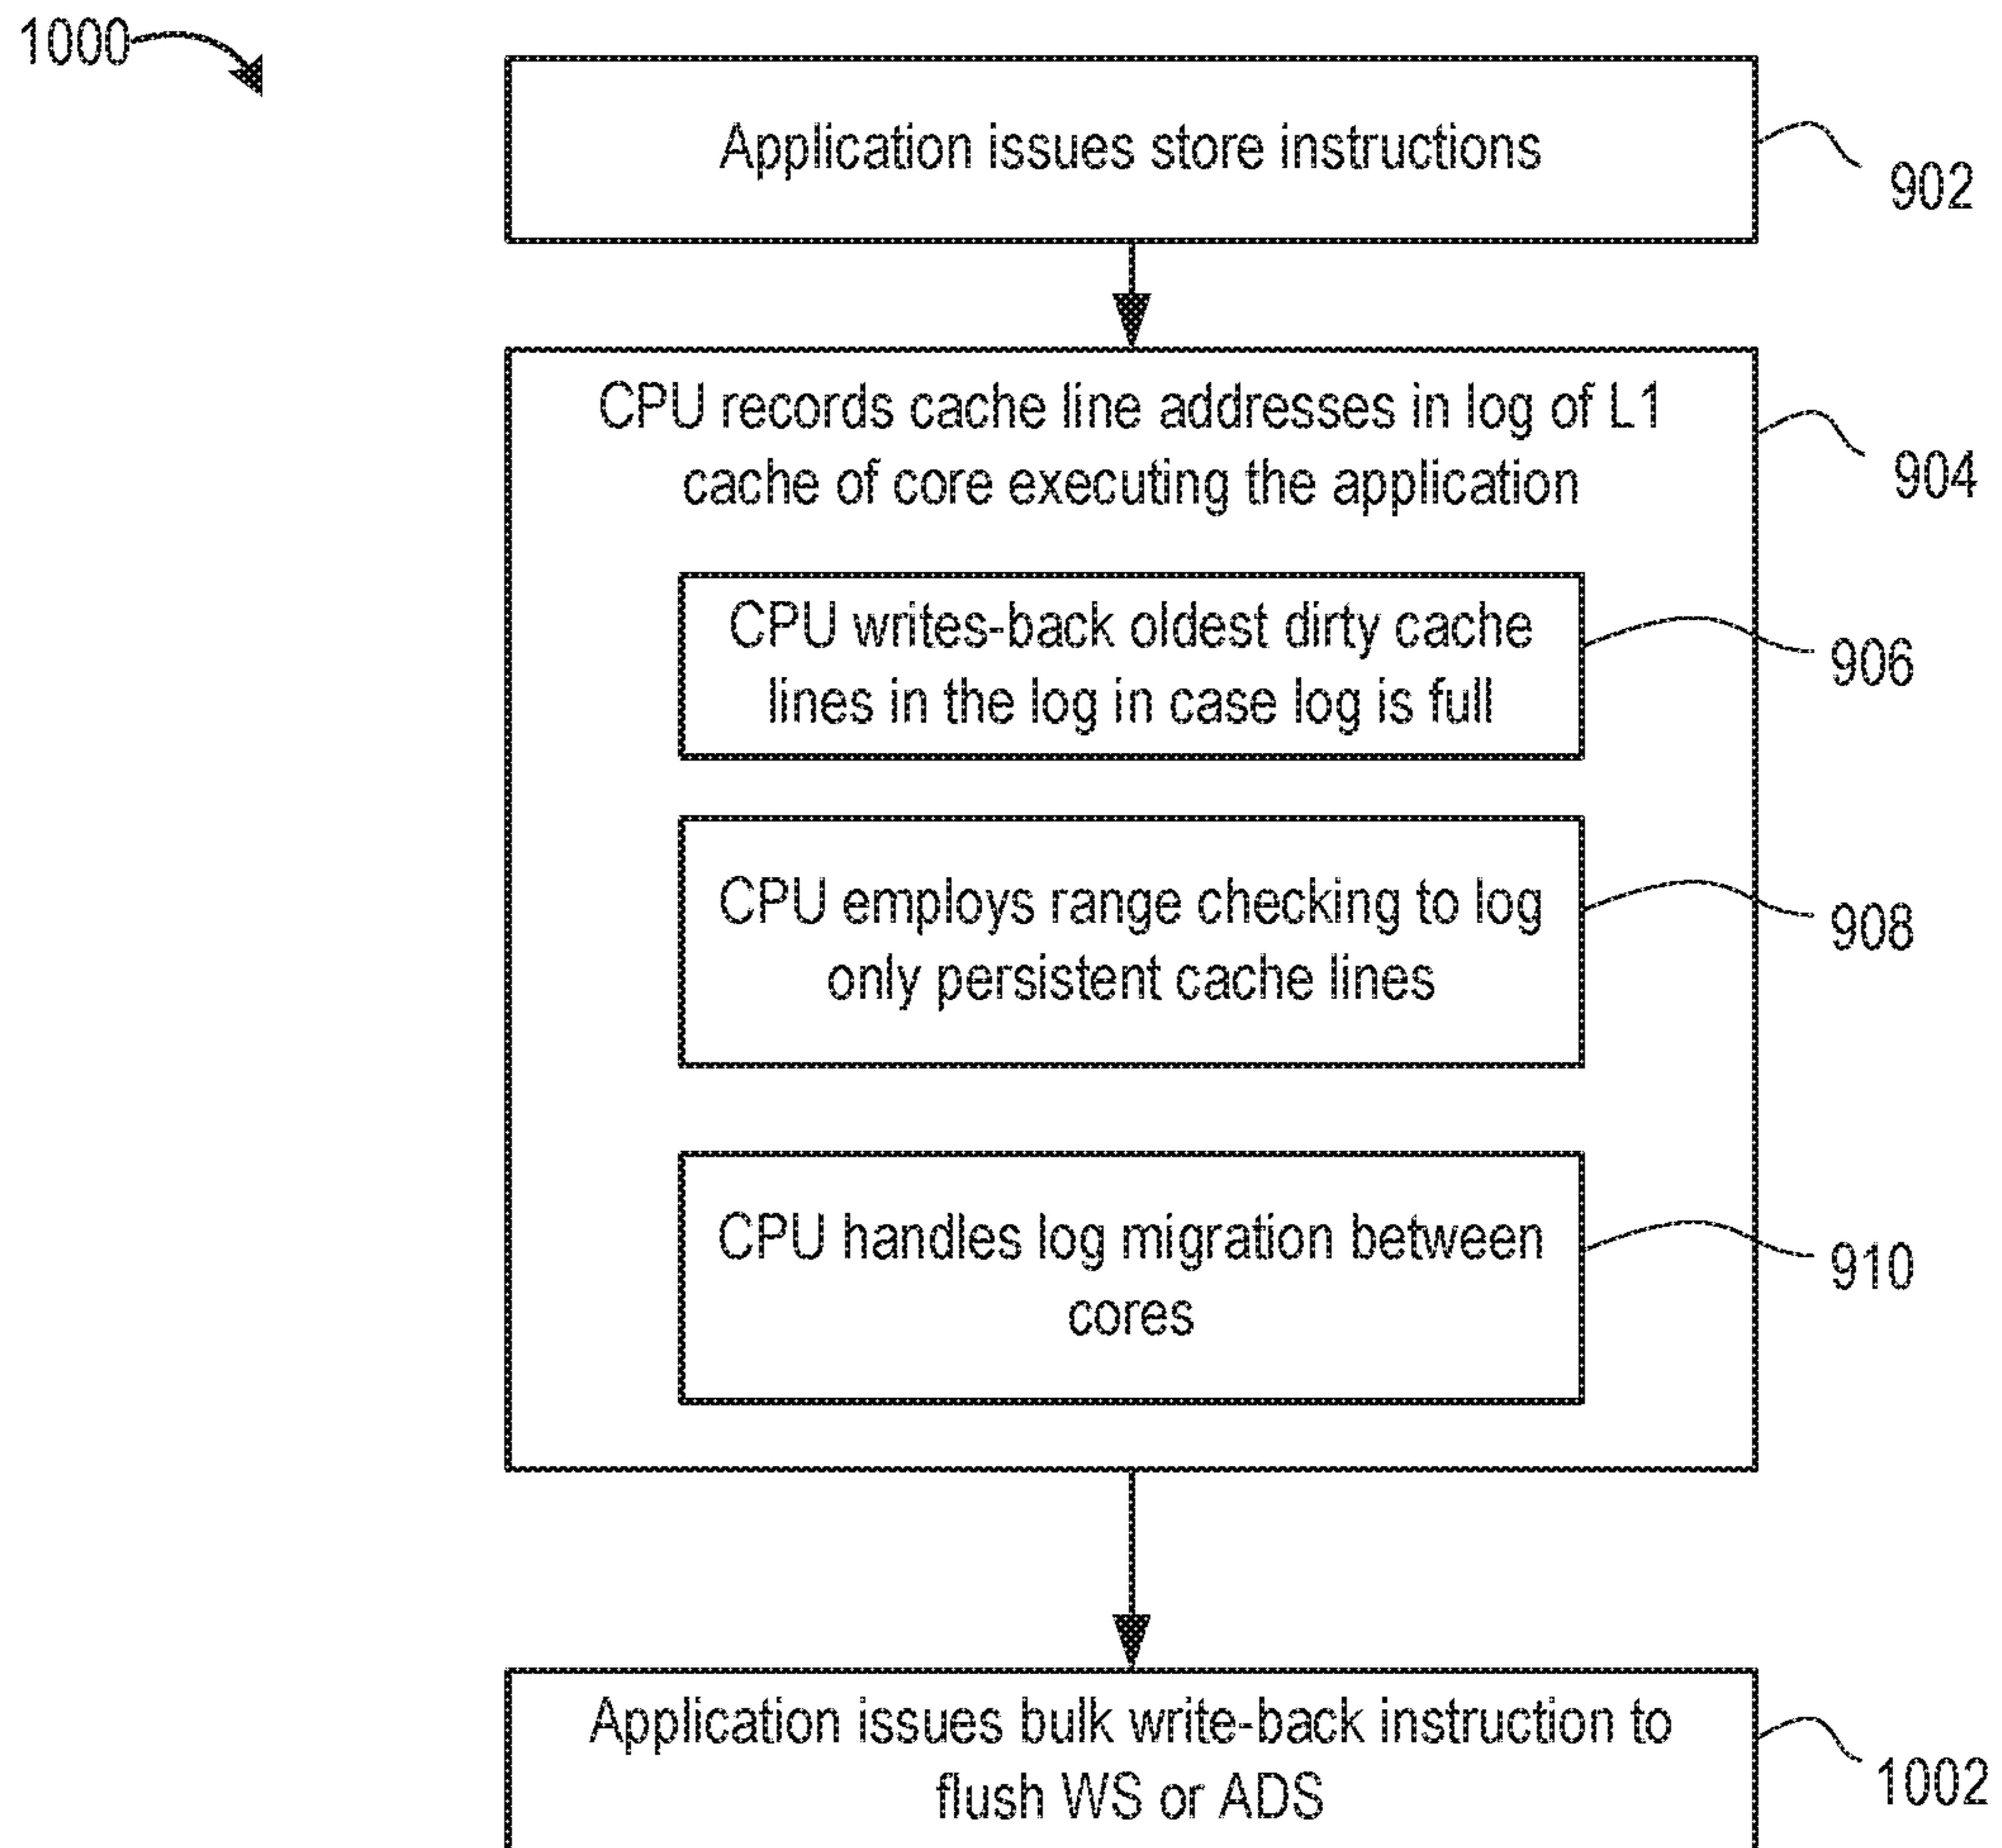 1000
Application issues store instructions
902
CPU records cache line addresses in log of L1
cache of core executing the application
904
CPU writes-back oldest dirty cache
lines in the log in case log is full
906
CPU employs range checking to log
only persistent cache lines
908
CPU handles log migration between
cores
910
Application issues bulk write-back instruction to
flush WS or ADS
1002